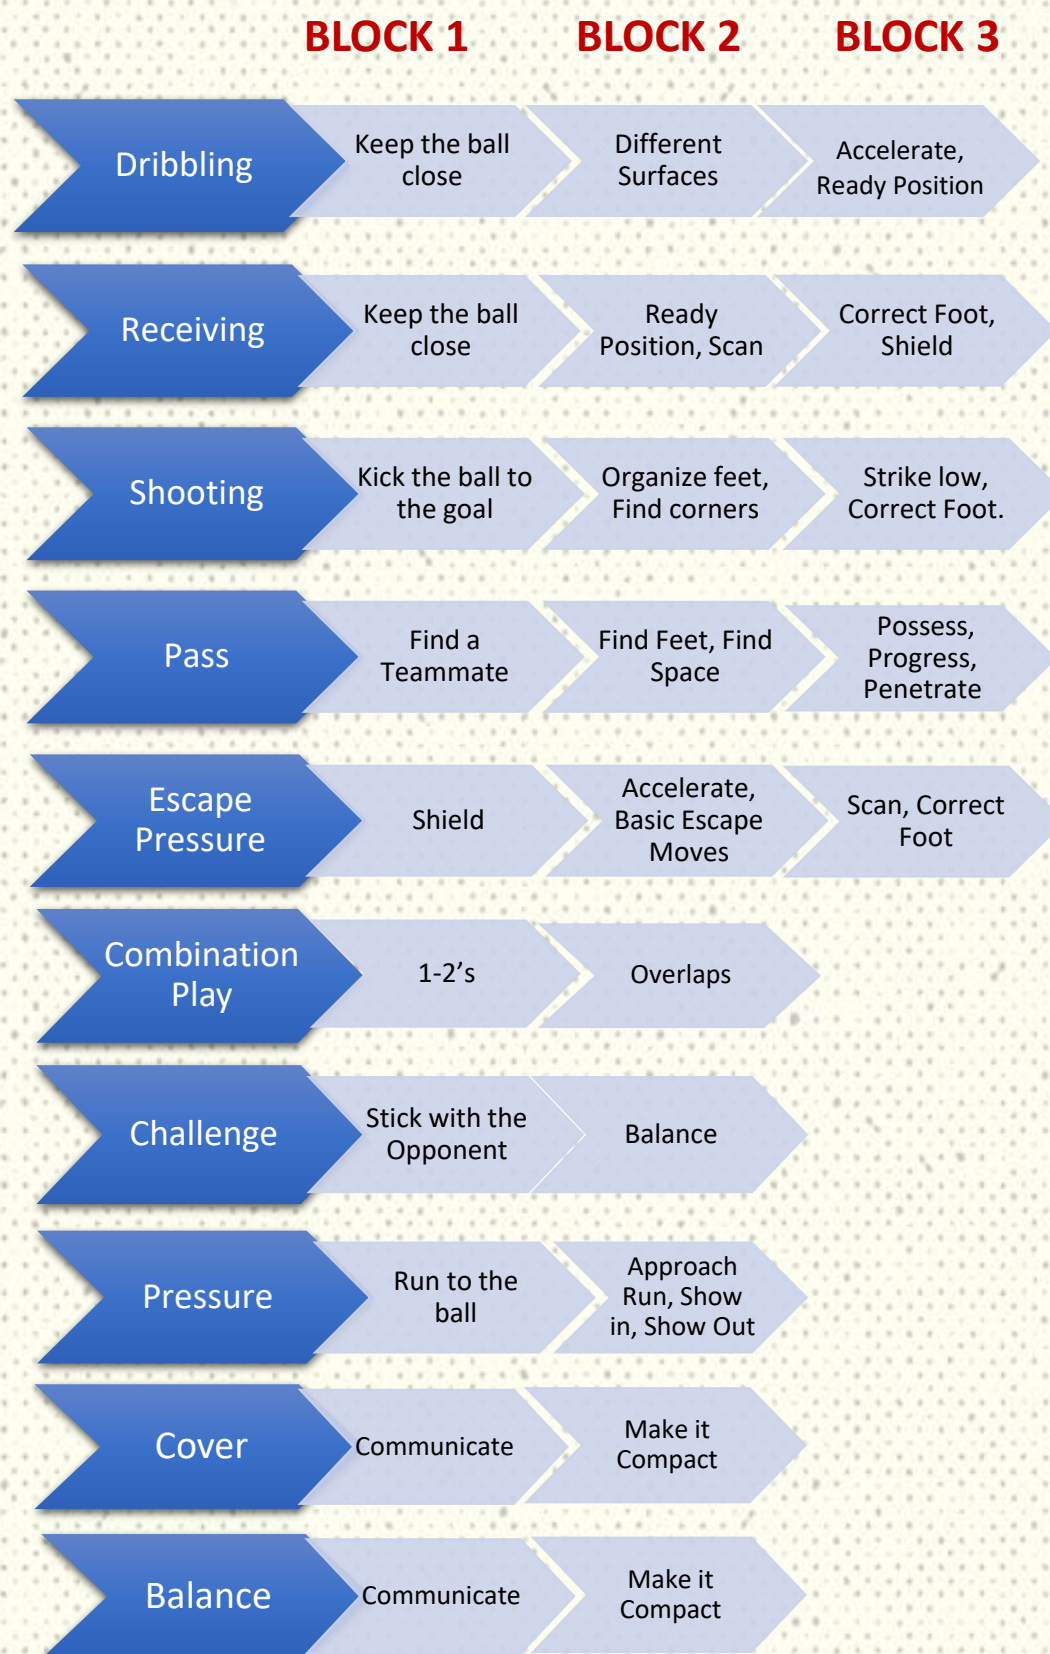 BLOCK 1 BLOCK 2 BLOCK 3
Dribbling
Keep the ball
close
Different
Surfaces
Accelerate,
Ready Position
Receiving
Keep the ball
close
Ready
Position, Scan
Correct Foot,
Shield
Shooting
Kick the ball to
the goal
Organize feet,
Find corners
Strike low,
Correct Foot.
Pass
Find a
Teammate
Find Feet, Find
Space
Possess,
Progress,
Penetrate
Escape
Pressure
Shield
Accelerate,
Basic Escape
Moves
Scan, Correct
Foot
Combination
Play
1-2’s
Overlaps
Challenge
Stick with the
Opponent
Balance
Pressure
Run to the
ball
Approach
Run, Show
in, Show Out
Cover
Communicate
Make it
Compact
Balance
Communicate
Make it
Compact